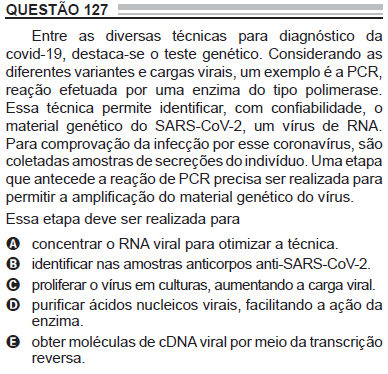 QUESTÃO 127
Entre as diversas técnicas para diagnóstico da
covid-19, destaca-se o teste genético. Considerando as
diferentes variantes e cargas virais, um exemplo é a PCR,
reação efetuada por uma enzima do tipo polimerase.
Essa técnica permite identificar, com confiabilidade, o
material genético do SARS-CoV-2, um vírus de RNA.
Para comprovação da infecção por esse coronavírus, são
coletadas amostras de secreções do indivíduo. Uma etapa
que antecede a reação de PCR precisa ser realizada para
permitir a amplificação do material genético do vírus.
Essa etapa deve ser realizada para
A concentrar o RNA viral para otimizar a técnica.
B identificar nas amostras anticorpos anti-SARS-CoV-2.
C proliferar o vírus em culturas, aumentando a carga viral.
D purificar ácidos nucleicos virais, facilitando a ação da
enzima.
E obter moléculas de cDNA viral por meio da transcrição
reversa.